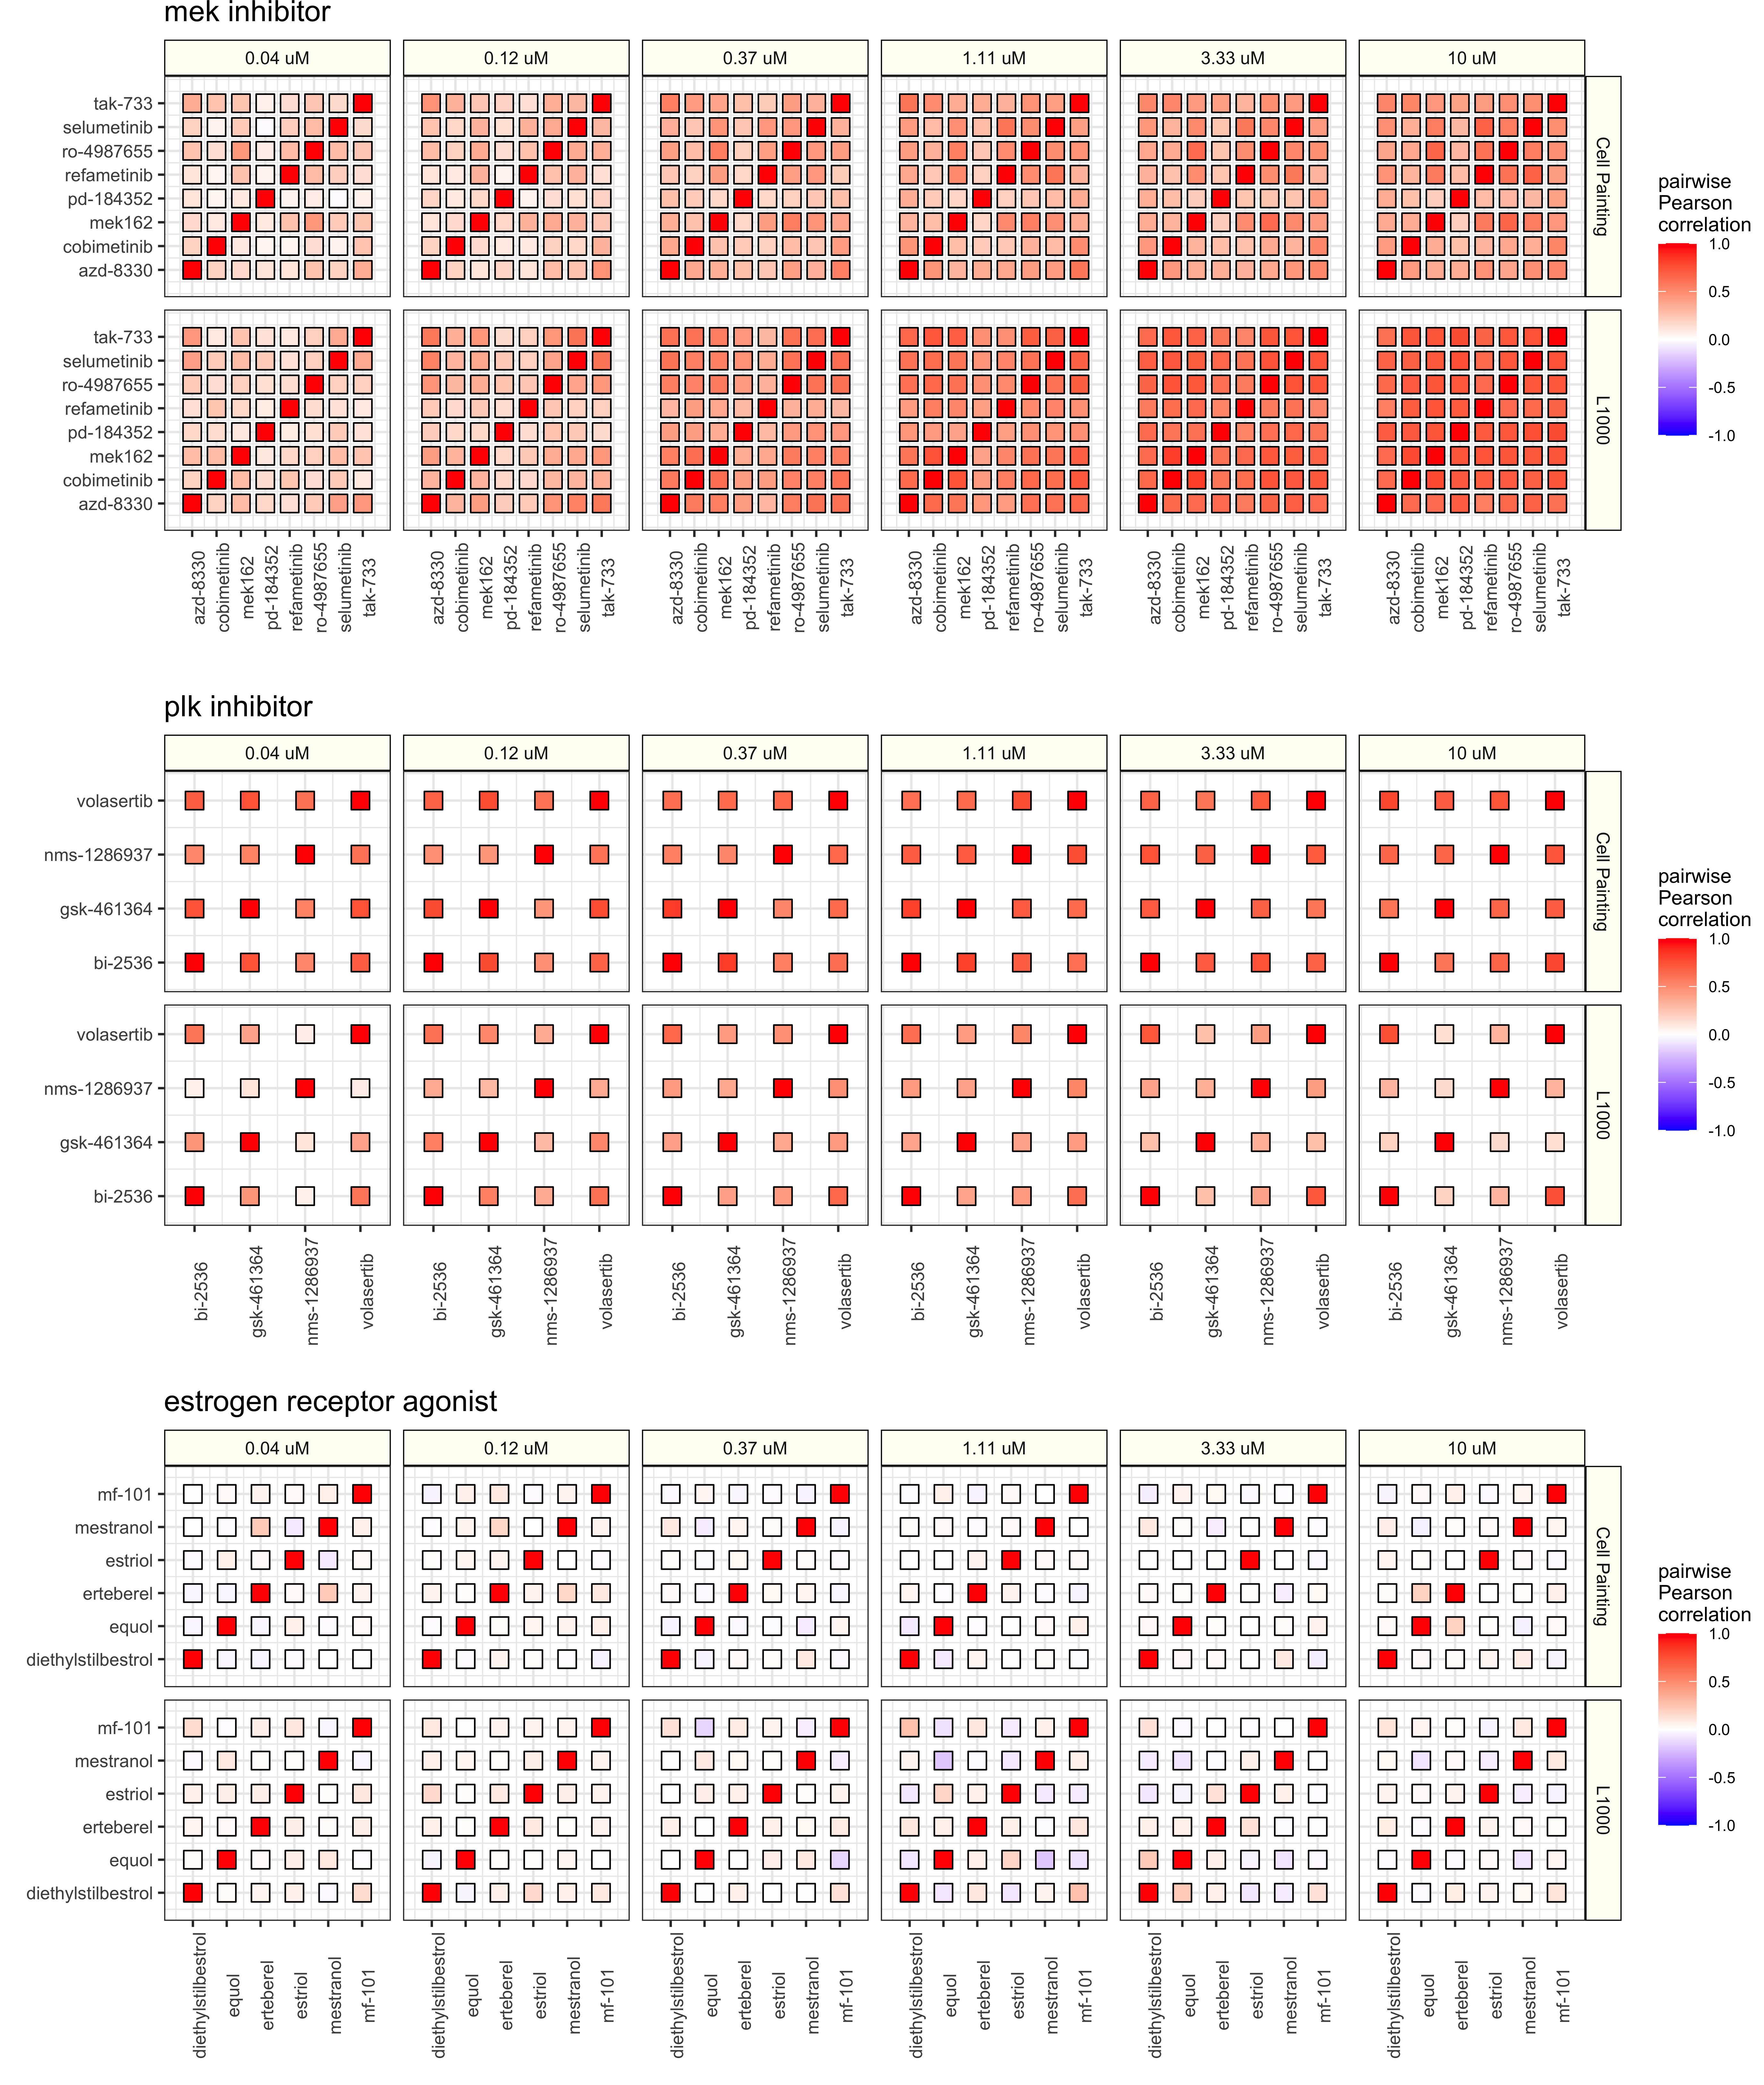 mek inhibitor
0.04 uM 0.12 uM 0.37 uM 1.11 uM 3.33 uM 10 uM
tak-733
selumetinib
ro-4987655
refametinib
pd-184352
mek162
cobimetinib
azd-8330
Cell Painting
tak-733
selumetinib
ro-4987655
refametinib
pd-184352
mek162
cobimetinib
azd-8330
L1000
azd-8330 cobimetinib mek162 pd-184352 refametinib ro-4987655 selumetinib tak-733
azd-8330 cobimetinib mek162 pd-184352 refametinib ro-4987655 selumetinib tak-733
azd-8330 cobimetinib mek162 pd-184352 refametinib ro-4987655 selumetinib tak-733
azd-8330 cobimetinib mek162 pd-184352 refametinib ro-4987655 selumetinib tak-733
azd-8330 cobimetinib mek162 pd-184352 refametinib ro-4987655 selumetinib tak-733
azd-8330 cobimetinib mek162 pd-184352 refametinib ro-4987655 selumetinib tak-733
pairwise
Pearson
correlation
1.0
0.5
0.0
-0.5
-1.0
plk inhibitor
0.04 uM 0.12 uM 0.37 uM 1.11 uM 3.33 uM 10 uM
volasertib
nms-1286937
gsk-461364
bi-2536
Cell Painting
volasertib
nms-1286937
gsk-461364
bi-2536
L1000
bi-2536 gsk-461364 nms-1286937 volasertib
bi-2536 gsk-461364 nms-1286937 volasertib
bi-2536 gsk-461364 nms-1286937 volasertib
bi-2536 gsk-461364 nms-1286937 volasertib
bi-2536 gsk-461364 nms-1286937 volasertib
bi-2536 gsk-461364 nms-1286937 volasertib
pairwise
Pearson
correlation
1.0
0.5
0.0
-0.5
-1.0
estrogen receptor agonist
0.04 uM 0.12 uM 0.37 uM 1.11 uM 3.33 uM 10 uM
mf-101
mestranol
estriol
erteberel
equol
diethylstilbestrol
Cell Painting
mf-101
mestranol
estriol
erteberel
equol
diethylstilbestrol
L1000
diethylstilbestrol equol erteberel estriol mestranol mf-101
diethylstilbestrol equol erteberel estriol mestranol mf-101
diethylstilbestrol equol erteberel estriol mestranol mf-101
diethylstilbestrol equol erteberel estriol mestranol mf-101
diethylstilbestrol equol erteberel estriol mestranol mf-101
diethylstilbestrol equol erteberel estriol mestranol mf-101
pairwise
Pearson
correlation
1.0
0.5
0.0
-0.5
-1.0